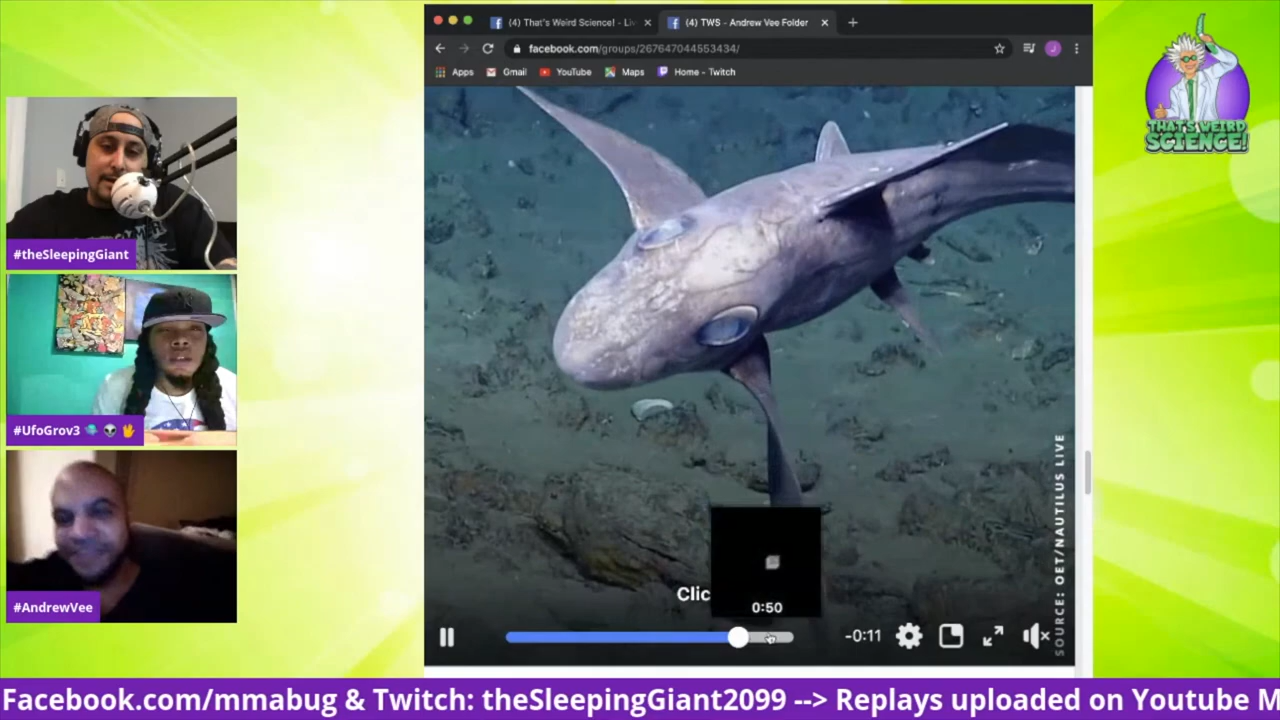 (4) That's Weird Science! - Liv
(4) TWS - Andrew Vee Folder
facebook.com/groups/267647044553434/
Apps
Gmail
YouTube
Maps
Home - Twitch
J
THAT'S WEIRD
SCIENCE!
#theSleepingGiant
#UfoGrov3 🛸 👽 🖖
#AndrewVee
SOURCE: OET/NAUTILUS LIVE
Clic
0:50
-0:11
Facebook.com/mmabug & Twitch: theSleepingGiant2099 --> Replays uploaded on Youtube M